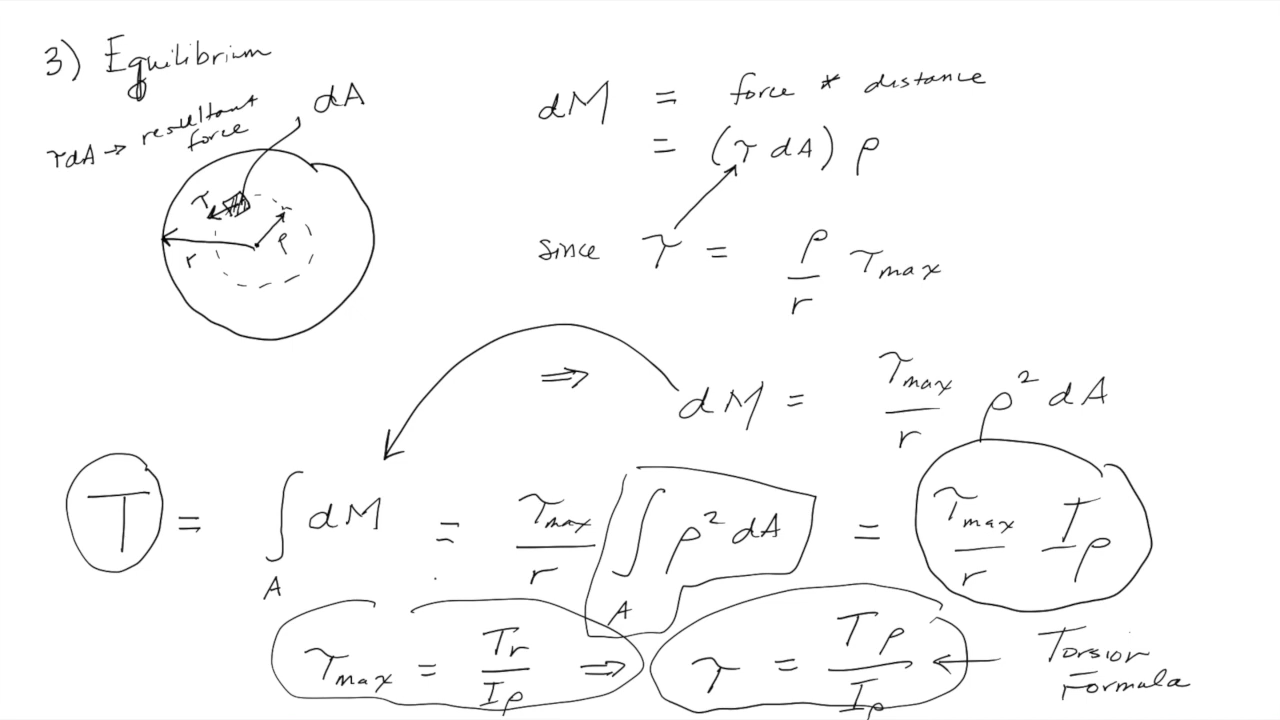 3) Equilibrium
τdA → resultant force
dA
τ
r
ρ
dM = force * distance
= (τ dA) ρ
since τ = ρ/r τmax
⇒ dM = τmax/r ρ² dA
T = ∫A dM = τmax/r ∫A ρ² dA = τmax/r Iρ
τmax = Tr/Iρ ⇒ τ = Tρ/Iρ ← Torsion Formula